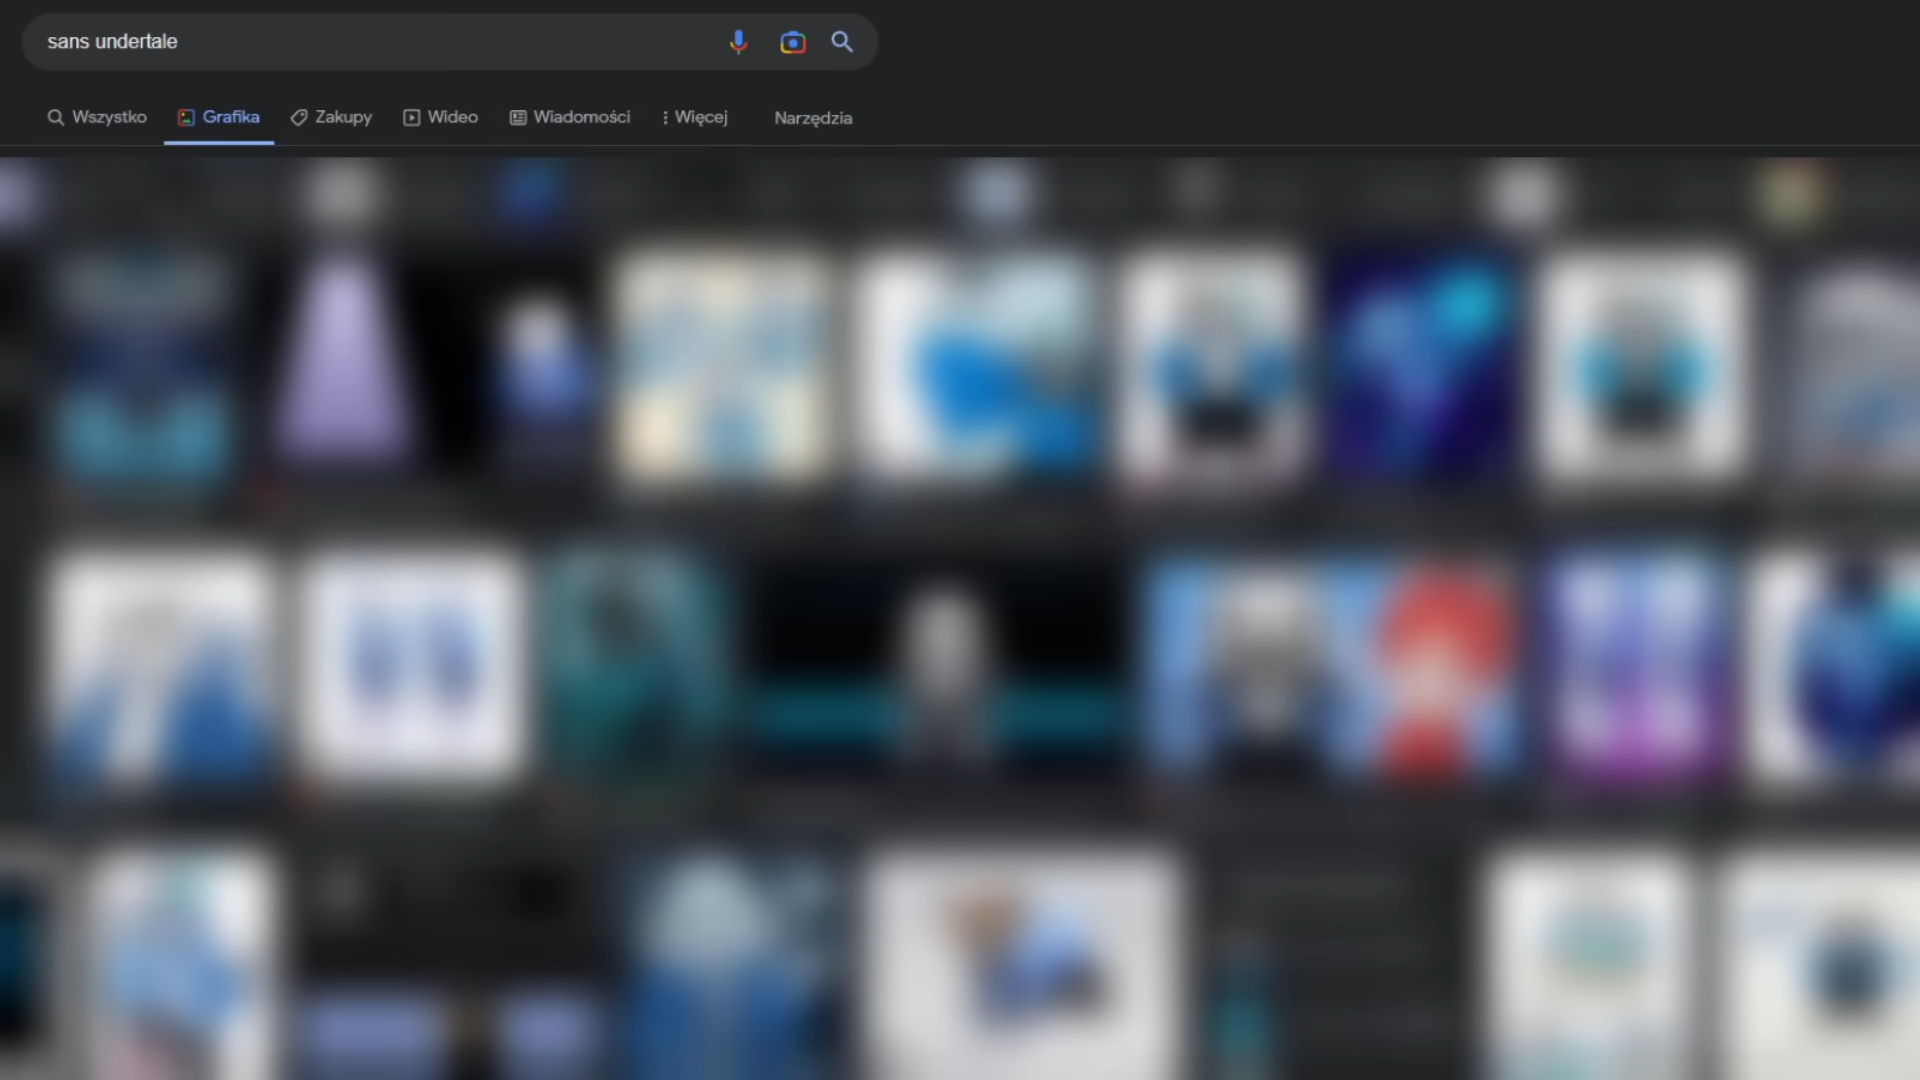 sans undertale
Wszystko Grafika Zakupy Wideo Wiadomości Więcej Narzędzia